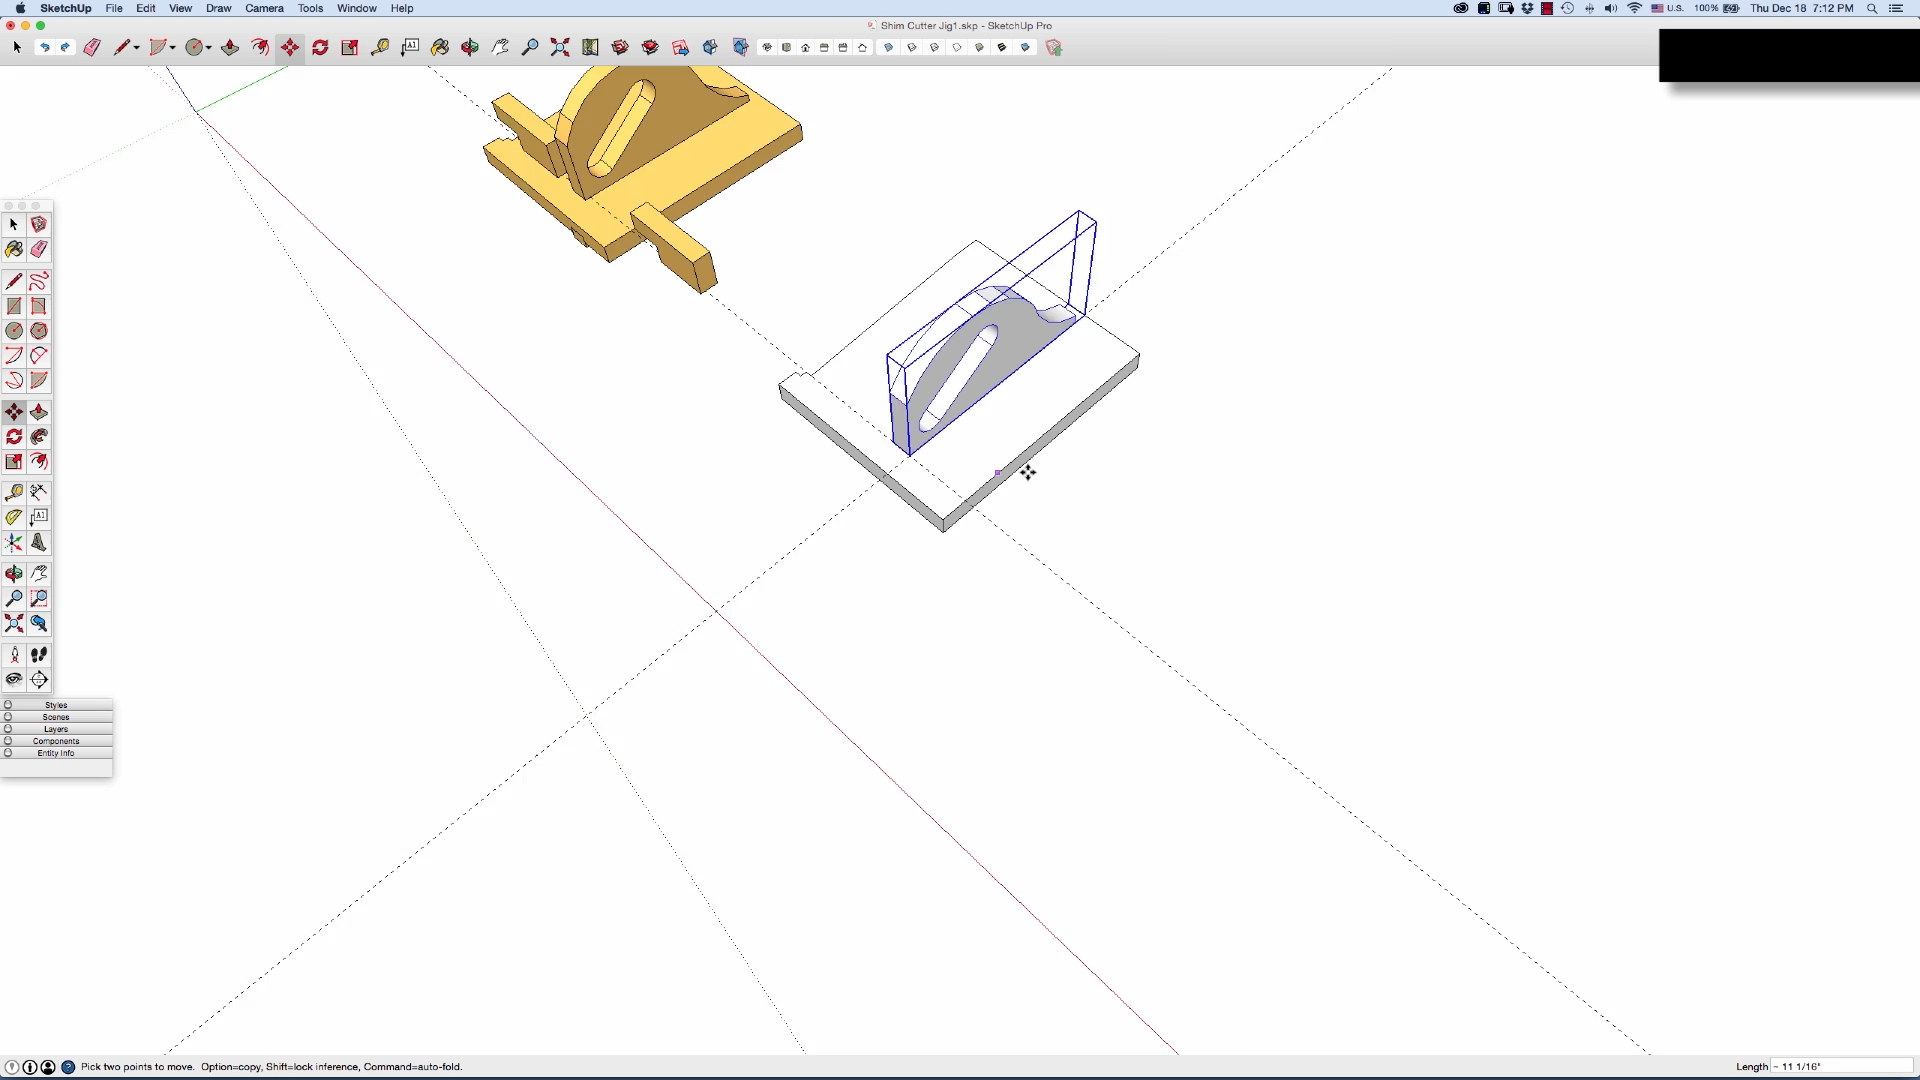 SketchUp File Edit View Draw Camera Tools Window Help
U.S. 100% Thu Dec 18 7:12 PM
Shim Cutter Jig1.skp - SketchUp Pro
A1
A1
Styles
Scenes
Layers
Components
Entity Info
Pick two points to move. Option=copy, Shift=lock inference, Command=auto-fold.
Length ~ 11 1/16"